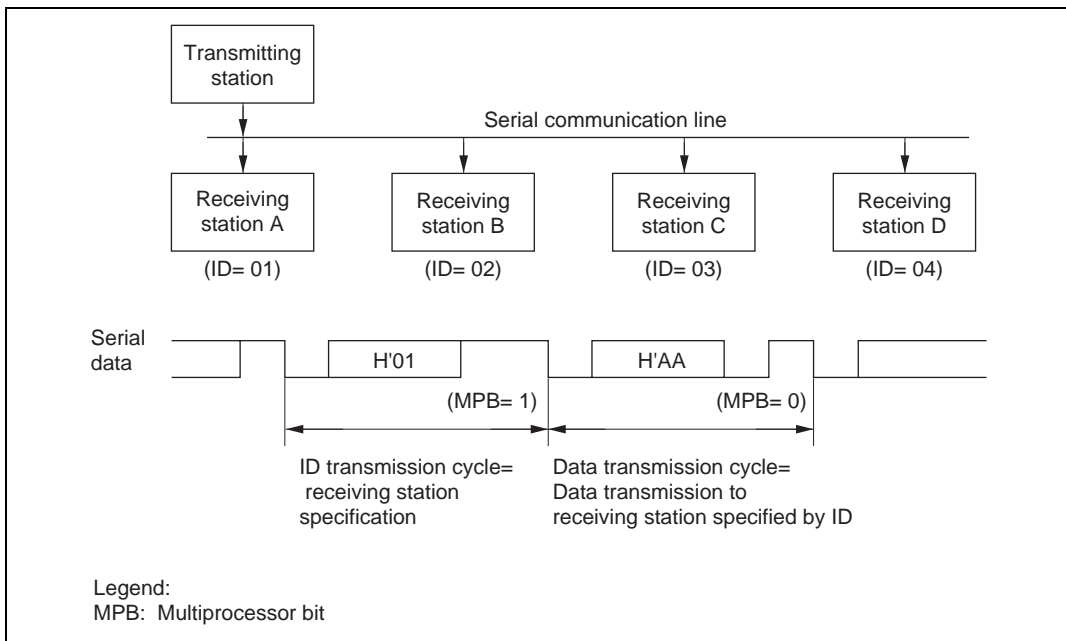 Transmitting
station
Serial communication line
Receiving
station A
Receiving
station B
Receiving
station C
Receiving
station D
(ID= 01)
(ID= 02)
(ID= 03)
(ID= 04)
Serial
data
H'01
H'AA
(MPB= 1)
(MPB= 0)
ID transmission cycle=
receiving station
specification
Data transmission cycle=
Data transmission to
receiving station specified by ID
Legend:
MPB: Multiprocessor bit